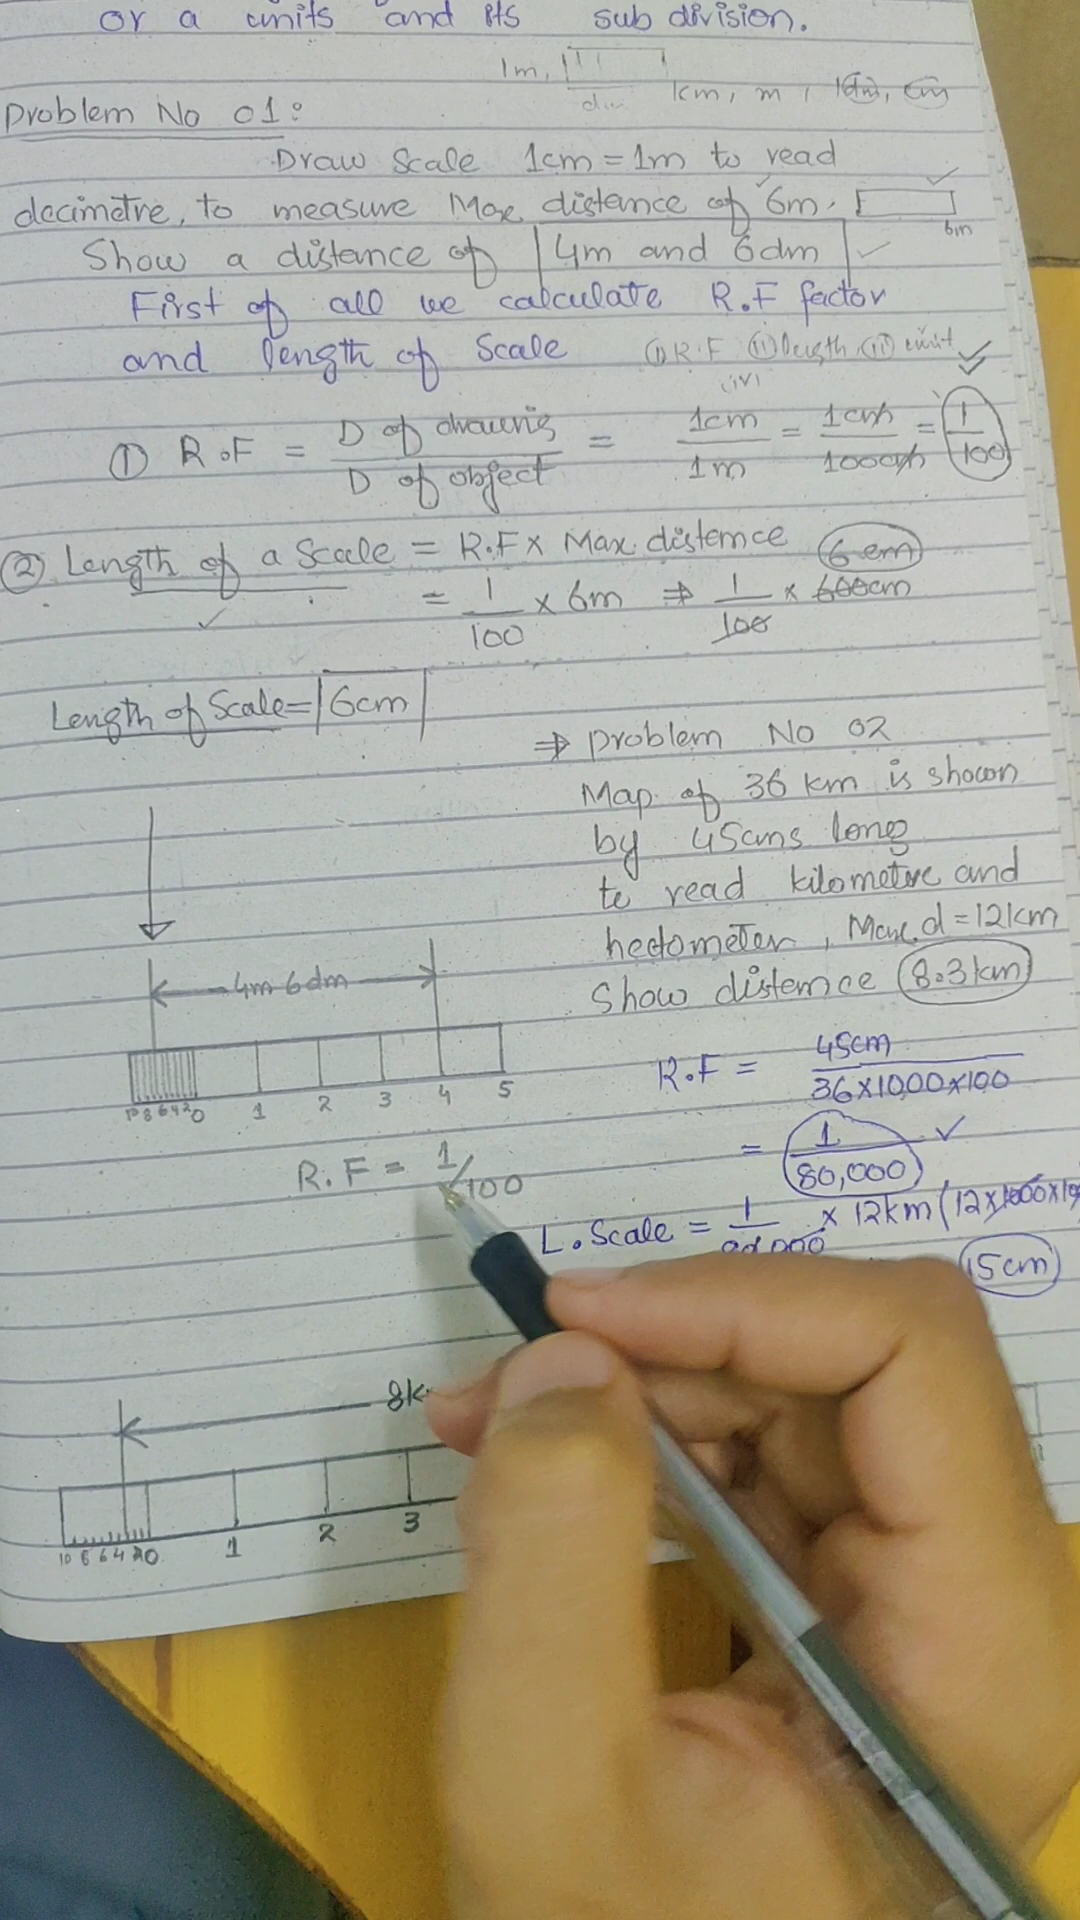 or a units and its sub division.
1m,
dm
km, m, dm, cm
Problem No 01:
Draw Scale 1cm = 1m to read
decimetre, to measure Max distance of 6m.
6m
Show a distance of 4m and 6dm
First of all we calculate R.F factor
and length of Scale
(i) R.F (ii) length (iii) unit
(iv)
① R.F = D of drawing / D of object = 1cm / 1m = 1cm / 100cm = 1 / 100
② Length of a Scale = R.F x Max. distance
6cm
= 1 / 100 x 6m ⇒ 1 / 100 x 600cm
Length of Scale = 6cm
⇒ Problem No 02
Map of 36 km is shown
by 45cms long
to read kilometre and
hectometer, Max. d = 12km
Show distance 8.3km
4m 6dm
10 8 6 4 2 0 1 2 3 4 5
R.F = 1/100
R.F = 45cm / 36x1000x100
= 1 / 80,000
L. Scale = 1 / 000 x 12km (12x1000x10
15cm
8k
10 8 6 4 2 0 1 2 3